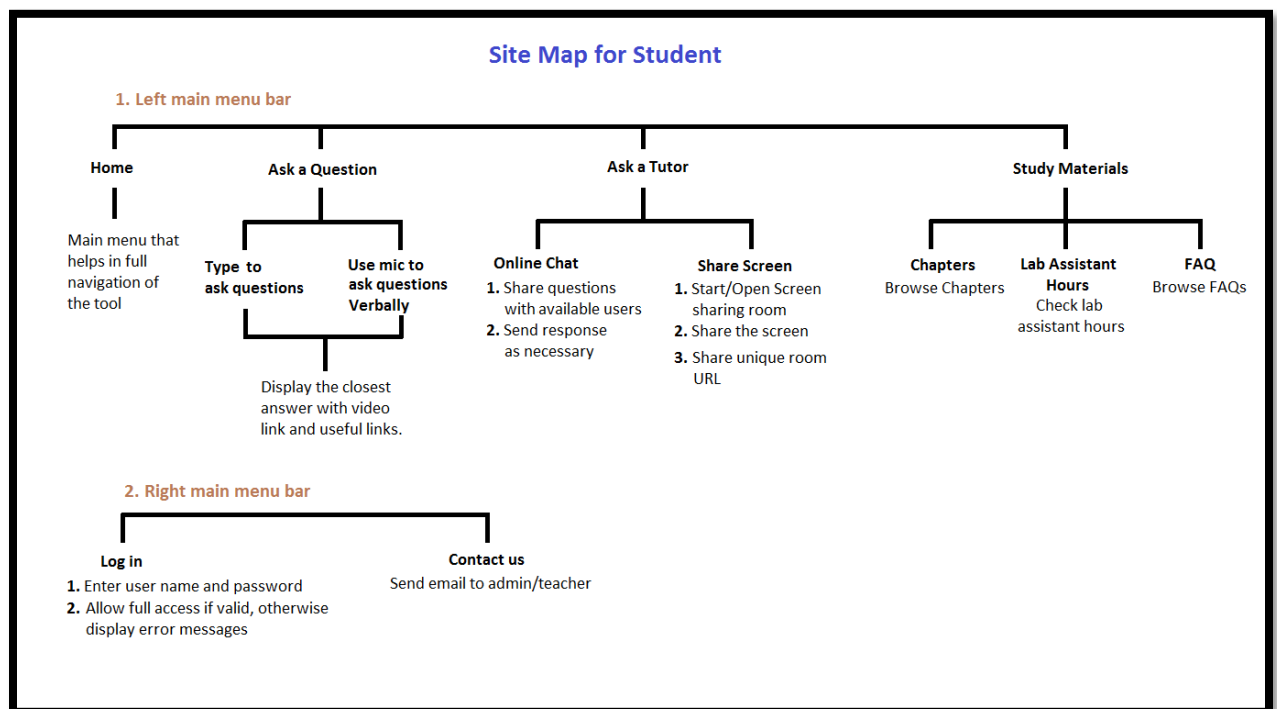 Site Map for Student
1. Left main menu bar
Home
Ask a Question
Ask a Tutor
Study Materials
Main menu that
helps in full
navigation of
the tool
Type to
ask questions
Use mic to
ask questions
Verbally
Display the closest
answer with video
link and useful links.
Online Chat
1. Share questions
with available users
2. Send response
as necessary
Share Screen
1. Start/Open Screen
sharing room
2. Share the screen
3. Share unique room
URL
Chapters
Browse Chapters
Lab Assistant
Hours
Check lab
assistant hours
FAQ
Browse FAQs
2. Right main menu bar
Log in
1. Enter user name and password
2. Allow full access if valid, otherwise
display error messages
Contact us
Send email to admin/teacher